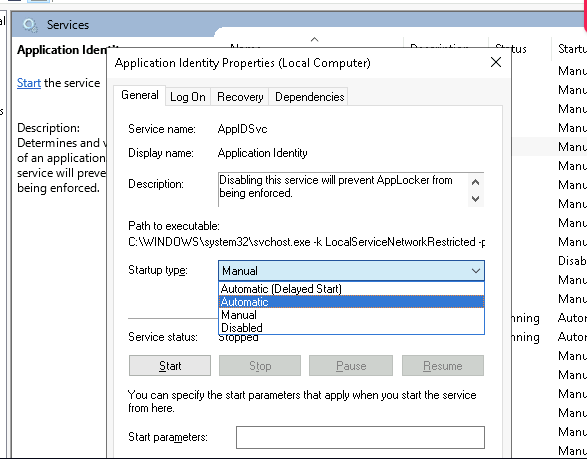 Services
Application Identity
Start the service
Description:
Determines and v
of an application
service will preve
being enforced.
Name
Description
Status
Startu
Application Identity Properties (Local Computer)
General
Log On
Recovery
Dependencies
Service name: AppIDSvc
Display name: Application Identity
Description: Disabling this service will prevent AppLocker from
being enforced.
Path to executable:
C:\WINDOWS\system32\svchost.exe -k LocalServiceNetworkRestricted -p
Startup type: Manual
Automatic (Delayed Start)
Automatic
Manual
Disabled
Service status: Stopped
Start
Stop
Pause
Resume
You can specify the start parameters that apply when you start the service
from here.
Start parameters:
Manu
Manu
Manu
Manu
Manu
Manu
Manu
Manu
Manu
Manu
Disab
Manu
Manu
nning Autor
nning Autor
Manu
Manu
Manu
Manu
Manu
Manu